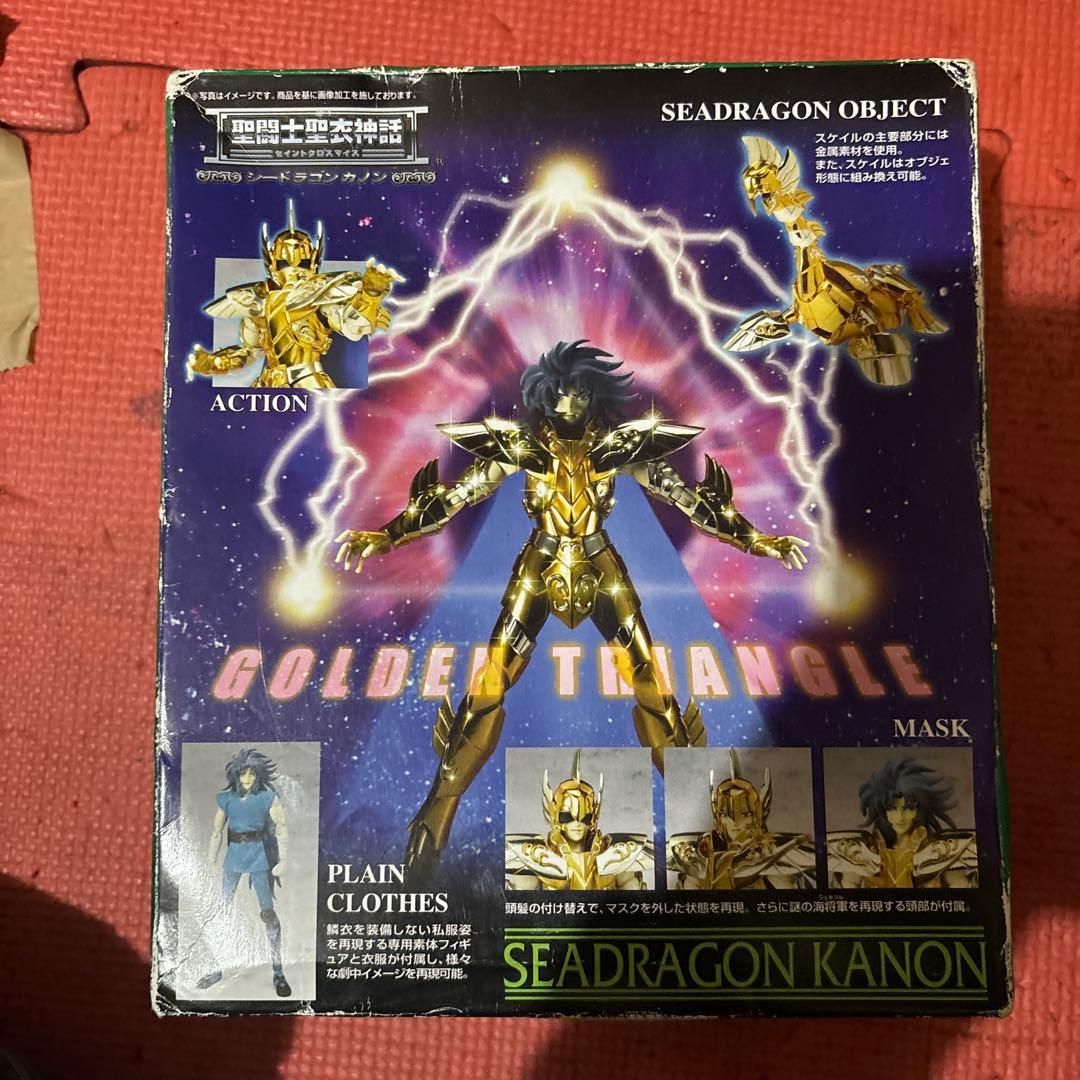 ※写真はイメージです。商品を基に画像加工を施しております。
聖闘士聖衣神話
セイントクロスマイス
®
シードラゴン カノン
SEADRAGON OBJECT
スケイルの主要部分には
金属素材を使用。
また、スケイルはオブジェ
形態に組み換え可能。
ACTION
GOLDEN TRIANGLE
MASK
PLAIN
CLOTHES
鱗衣を装備しない私服姿
を再現する専用素体フィギ
ュアと衣服が付属し、様々
な劇中イメージを再現可能。
頭髪の付け替えで、マスクを外した状態を再現。さらに謎の海将軍を再現する頭部が付属。
SEADRAGON KANON